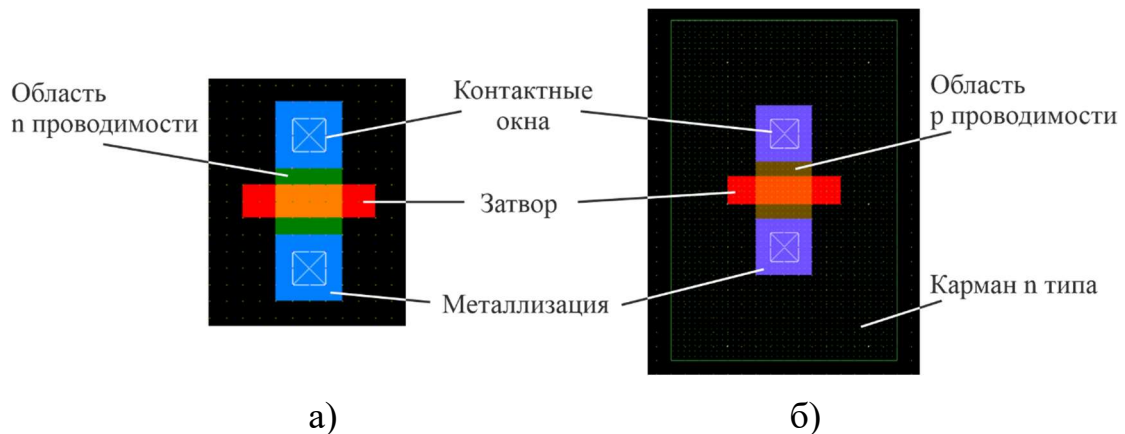 Область
n проводимости
Контактные
окна
Область
p проводимости
Затвор
Металлизация
Карман n типа
а)
б)